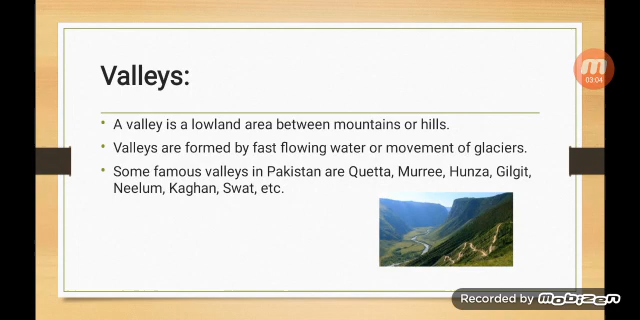 Valleys:
• A valley is a lowland area between mountains or hills.
• Valleys are formed by fast flowing water or movement of glaciers.
• Some famous valleys in Pakistan are Quetta, Murree, Hunza, Gilgit,
Neelum, Kaghan, Swat, etc.
03:04
Recorded by Mobizen